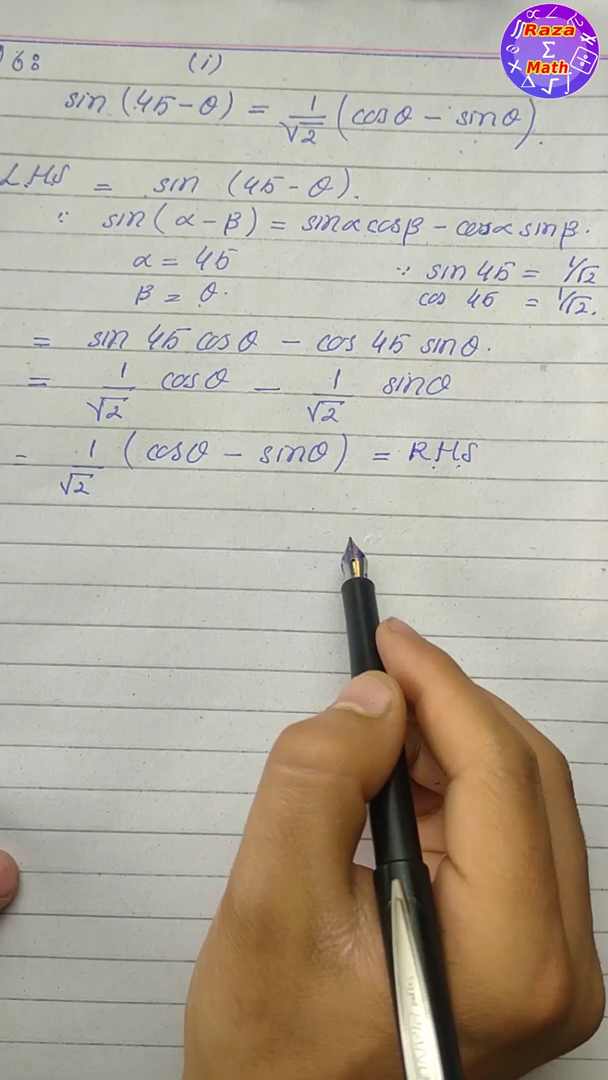 Raza
Σ
Math
Q6: (i)
sin (45-θ) = 1/√2 (cosθ - sinθ).
LHS = sin (45-θ).
∵ sin(α-β) = sinα cosβ - cosα sinβ.
α = 45 ∵ sin 45 = 1/√2
β = θ. cos 45 = 1/√2.
= sin 45 cosθ - cos 45 sinθ.
= 1/√2 cosθ - 1/√2 sinθ
= 1/√2 (cosθ - sinθ) = RHS